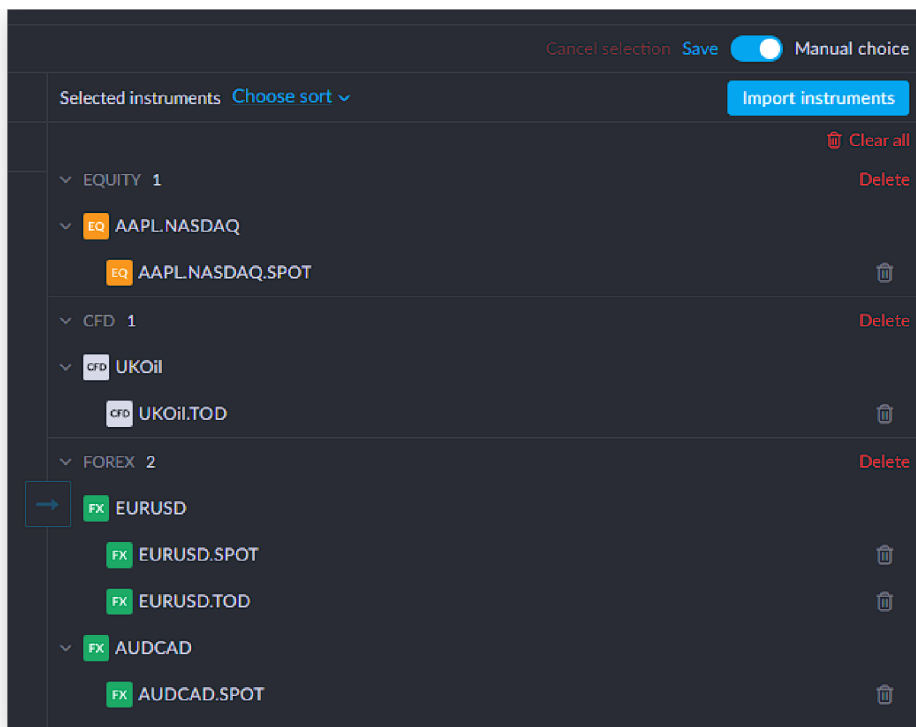 Cancel selection Save Manual choice
Selected instruments Choose sort Import instruments
Clear all
EQUITY 1 Delete
EQ AAPL.NASDAQ
EQ AAPL.NASDAQ.SPOT
CFD 1 Delete
CFD UKOil
CFD UKOil.TOD
FOREX 2 Delete
FX EURUSD
FX EURUSD.SPOT
FX EURUSD.TOD
FX AUDCAD
FX AUDCAD.SPOT